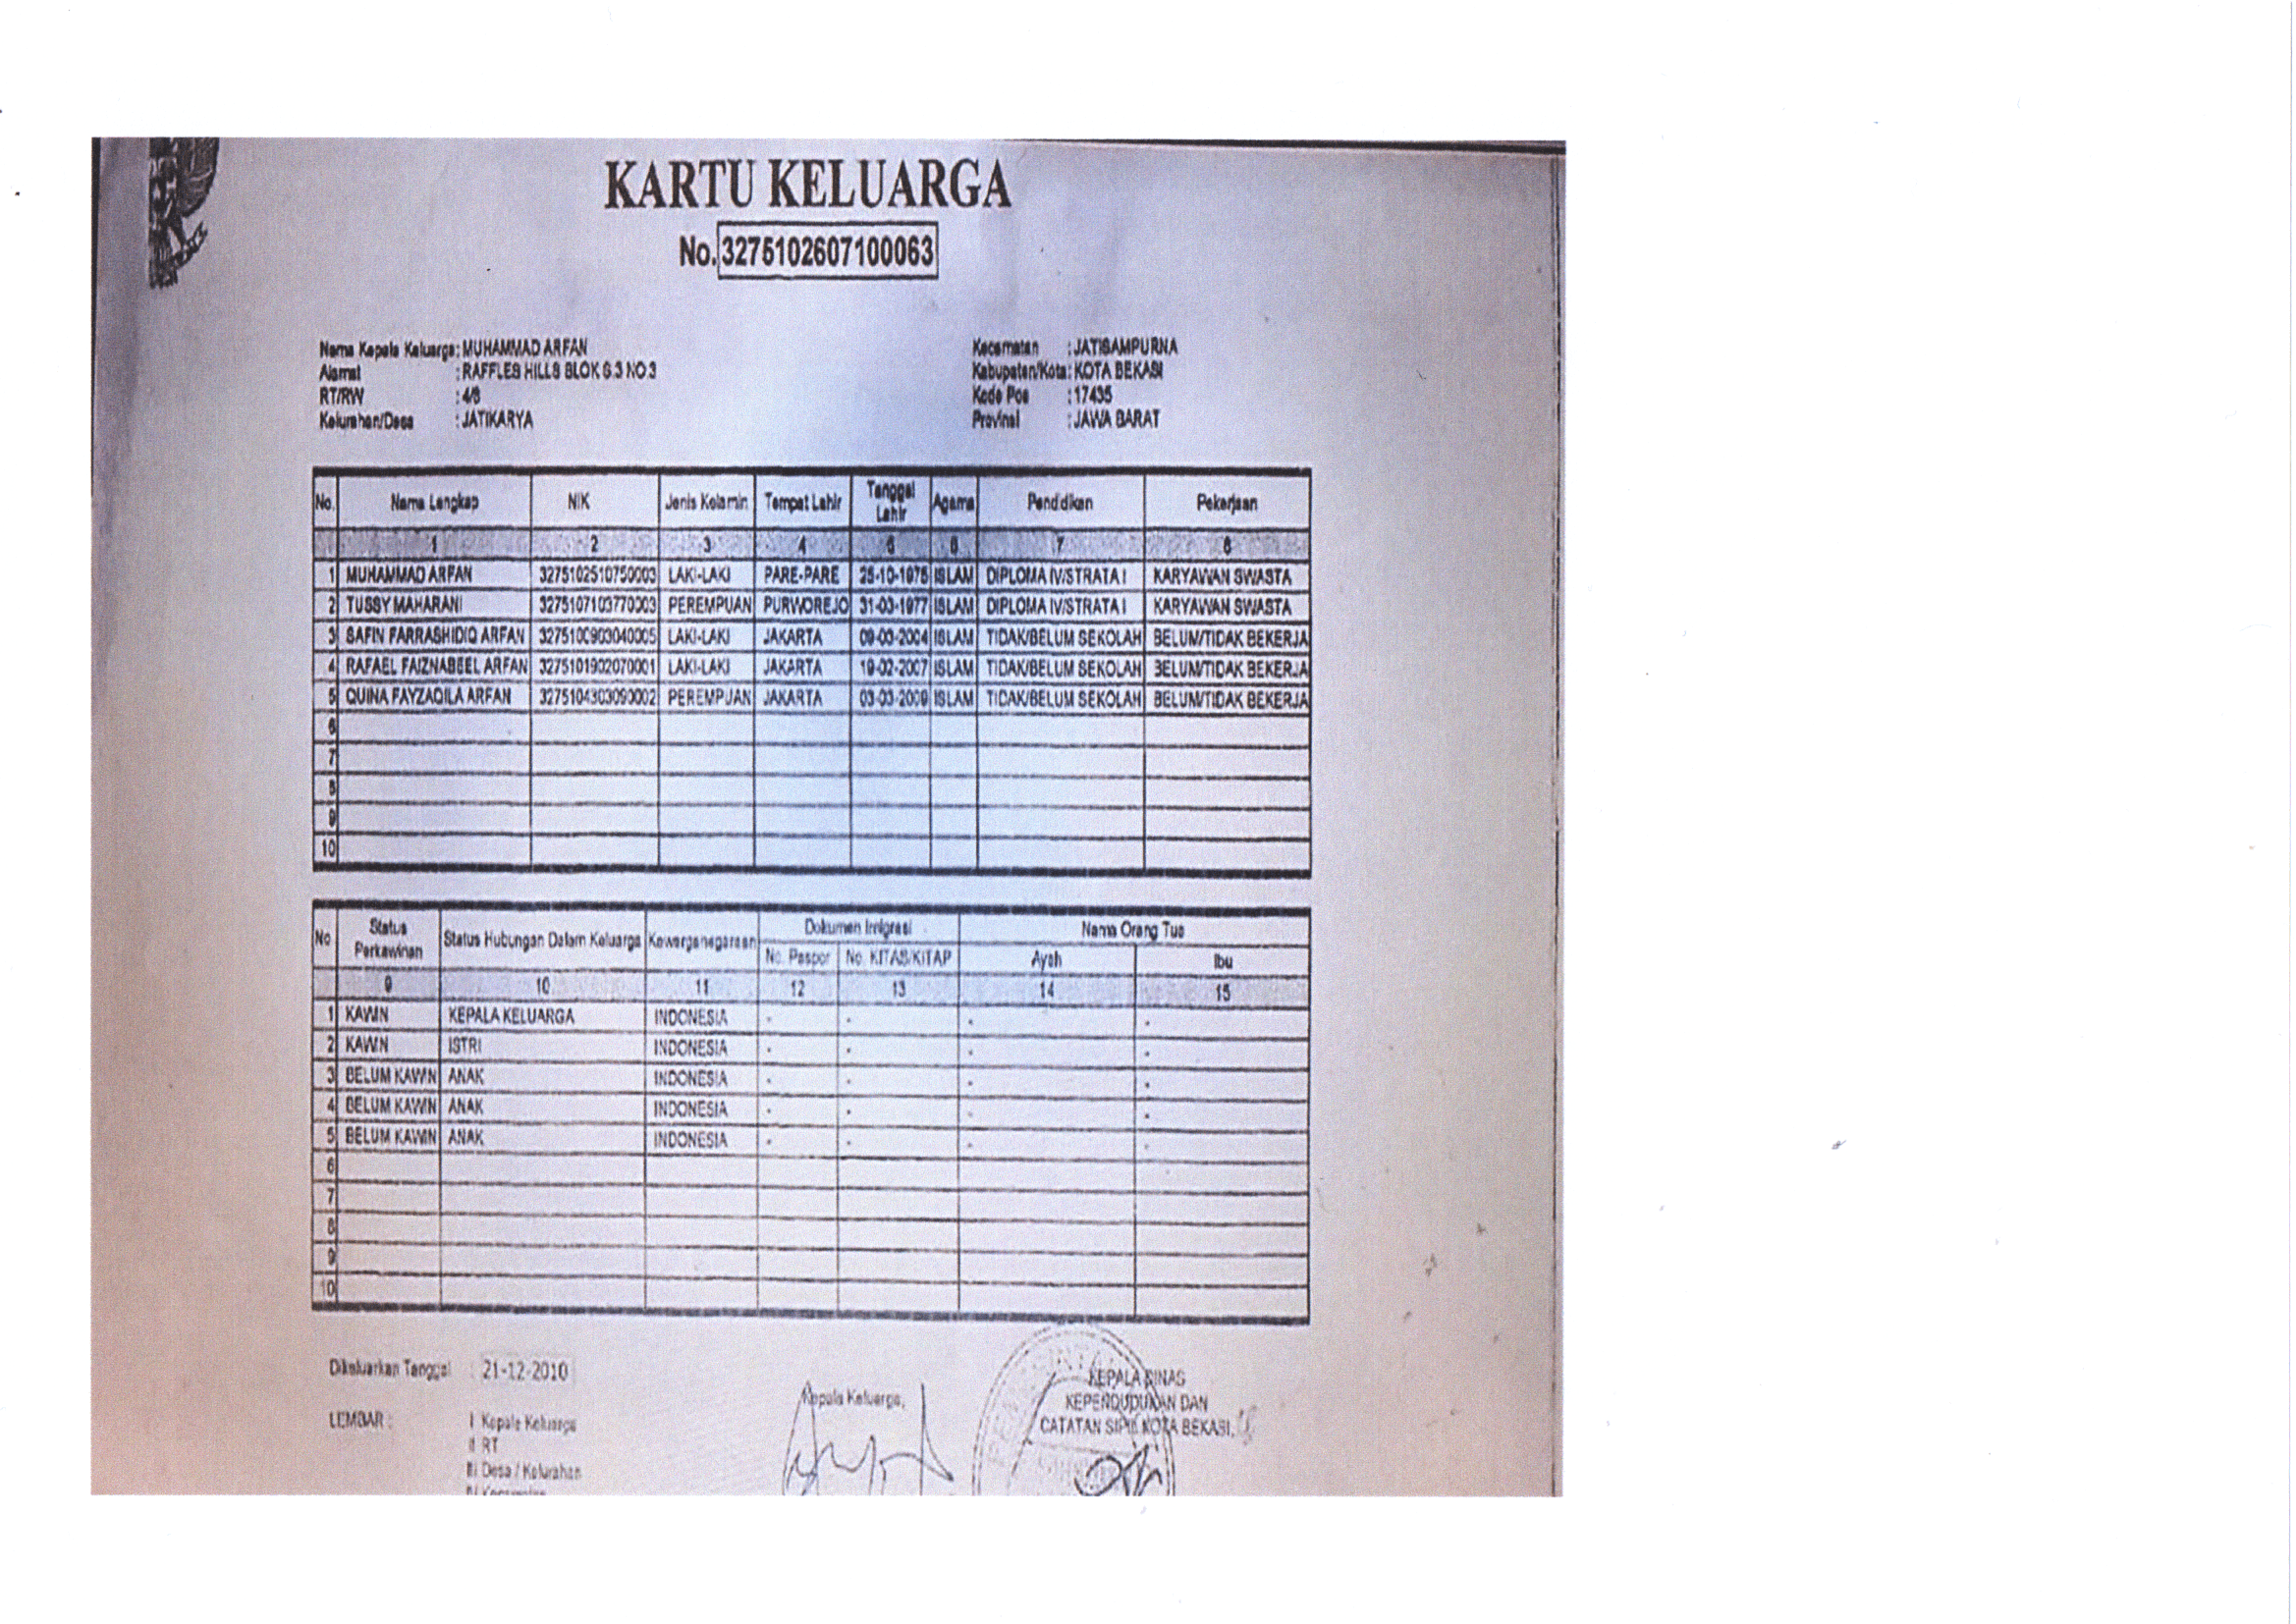 KARTU KELUARGA
No. 3275102607100063
Nama Kepala Keluarga : MUHAMMAD ARFAN
Alamat : RAFFLES HILLS BLOK S.3 NO.3
RT/RW : 4/8
Kelurahan/Desa : JATIKARYA
Kecamatan : JATISAMPURNA
Kabupaten/Kota : KOTA BEKASI
Kode Pos : 17435
Provinsi : JAWA BARAT
No. Nama Lengkap NIK Jenis Kelamin Tempat Lahir Tanggal Lahir Agama Pendidikan Pekerjaan
1 2 3 4 5 6 7 8
1 MUHAMMAD ARFAN 3275102510750003 LAKI-LAKI PARE-PARE 25-10-1975 ISLAM DIPLOMA IV/STRATA I KARYAWAN SWASTA
2 TUSSY MAHARANI 3275107103770003 PEREMPUAN PURWOREJO 31-03-1977 ISLAM DIPLOMA IV/STRATA I KARYAWAN SWASTA
3 SAFIN FARRASHIDIQ ARFAN 3275100903040005 LAKI-LAKI JAKARTA 09-03-2004 ISLAM TIDAK/BELUM SEKOLAH BELUM/TIDAK BEKERJA
4 RAFAEL FAIZNABEEL ARFAN 3275101902070001 LAKI-LAKI JAKARTA 19-02-2007 ISLAM TIDAK/BELUM SEKOLAH BELUM/TIDAK BEKERJA
5 QUINA FAYZAQILA ARFAN 3275104303090002 PEREMPUAN JAKARTA 03-03-2009 ISLAM TIDAK/BELUM SEKOLAH BELUM/TIDAK BEKERJA
6
7
8
9
10
No Status Perkawinan Status Hubungan Dalam Keluarga Kewarganegaraan Dokumen Imigrasi Nama Orang Tua
No. Paspor No. KITAS/KITAP Ayah Ibu
9 10 11 12 13 14 15
1 KAWIN KEPALA KELUARGA INDONESIA - - - -
2 KAWIN ISTRI INDONESIA - - - -
3 BELUM KAWIN ANAK INDONESIA - - - -
4 BELUM KAWIN ANAK INDONESIA - - - -
5 BELUM KAWIN ANAK INDONESIA - - - -
6
7
8
9
10
Dikeluarkan Tanggal : 21-12-2010
LEMBAR : I Kepala Keluarga
II RT
III Desa / Kelurahan
IV Kecamatan
Kepala Keluarga,
KEPALA DINAS
KEPENDUDUKAN DAN
CATATAN SIPIL KOTA BEKASI,